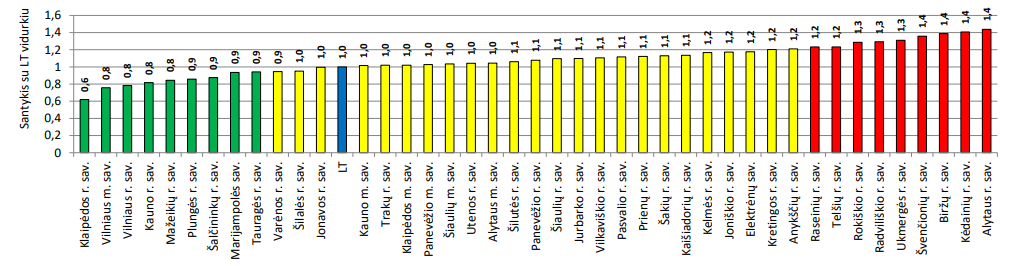 Santykis su LT vidurkiu
1,6
1,4
1,2
1
0,8
0,6
0,4
0,2
0
0,6
0,8
0,8
0,8
0,8
0,9
0,9
0,9
0,9
0,9
1,0
1,0
1,0
1,0
1,0
1,0
1,0
1,0
1,0
1,0
1,1
1,1
1,1
1,1
1,1
1,1
1,1
1,1
1,1
1,2
1,2
1,2
1,2
1,2
1,2
1,2
1,3
1,3
1,3
1,4
1,4
1,4
1,4
Klaipėdos r. sav.
Vilniaus m. sav.
Vilniaus r. sav.
Kauno r. sav.
Mažeikių r. sav.
Plungės r. sav.
Šalčininkų r. sav.
Marijampolės sav.
Tauragės r. sav.
Varėnos r. sav.
Šilalės r. sav.
Jonavos r. sav.
LT
Kauno m. sav.
Trakų r. sav.
Klaipėdos m. sav.
Panevėžio m. sav.
Šiaulių m. sav.
Utenos r. sav.
Alytaus m. sav.
Šilutės r. sav.
Panevėžio r. sav.
Šiaulių r. sav.
Jurbarko r. sav.
Vilkaviškio r. sav.
Pasvalio r. sav.
Prienų r. sav.
Šakių r. sav.
Kaišiadorių r. sav.
Kelmės r. sav.
Joniškio r. sav.
Elektrėnų sav.
Kretingos r. sav.
Anykščių r. sav.
Raseinių r. sav.
Telšių r. sav.
Rokiškio r. sav.
Radviliškio r. sav.
Ukmergės r. sav.
Švenčionių r. sav.
Biržų r. sav.
Kėdainių r. sav.
Alytaus r. sav.